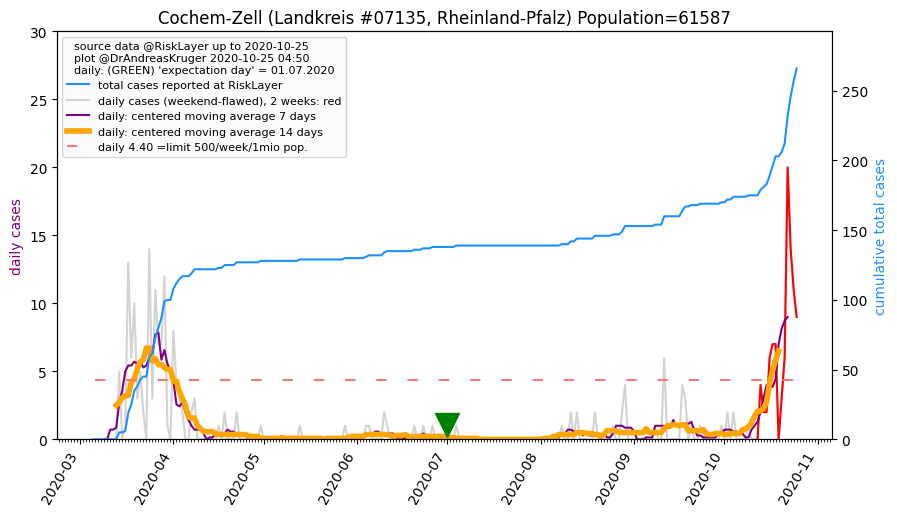 Cochem-Zell (Landkreis #07135, Rheinland-Pfalz) Population=61587
source data @RiskLayer up to 2020-10-25
plot @DrAndreasKruger 2020-10-25 04:50
daily: (GREEN) 'expectation day' = 01.07.2020
total cases reported at RiskLayer
daily cases (weekend-flawed), 2 weeks: red
daily: centered moving average 7 days
daily: centered moving average 14 days
daily 4.40 =limit 500/week/1mio pop.
daily cases
30
25
20
15
10
5
0
cumulative total cases
250
200
150
100
50
0
2020-03
2020-04
2020-05
2020-06
2020-07
2020-08
2020-09
2020-10
2020-11